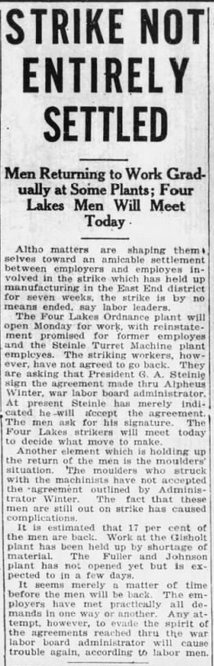 STRIKE NOT
ENTIRELY
SETTLED
Men Returning to Work Grad-
ually at Some Plants; Four
Lakes Men Will Meet
Today
Altho matters are shaping them-
selves toward an amicable settlement
between employers and employes in-
volved in the strike which has held up
manufacturing in the East End district
for seven weeks, the strike is by no
means ended, say labor leaders.
The Four Lakes Ordnance plant will
open Monday for work, with reinstate-
ment promised for former employes
and the Steinle Turret Machine plant
employes. The striking workers, how-
ever, have not agreed to go back. They
are asking that President G. A. Steinle
sign the agreement made thru Alpheus
Winter, war labor board administrator.
At present Steinle has merely indi-
cated he will accept the agreement.
The men ask for his signature. The
Four Lakes strikers will meet today
to decide what move to make.
Another element which is holding up
the return of the men is the moulders'
situation. The moulders who struck
with the machinists have not accepted
the agreement outlined by Adminis-
trator Winter. The fact that these
men are still out on strike has caused
complications.
It is estimated that 17 per cent of
the men are back. Work at the Gisholt
plant has been held up by shortage of
material. The Fuller and Johnson
plant has not opened yet but is ex-
pected to in a few days.
It seems merely a matter of time
before the men will be back. The em-
ployers have met practically all de-
mands in one way or another. Any at-
tempt, however, to evade the spirit of
the agreements reached thru the war
labor board administrator will cause
trouble again, according to labor men.